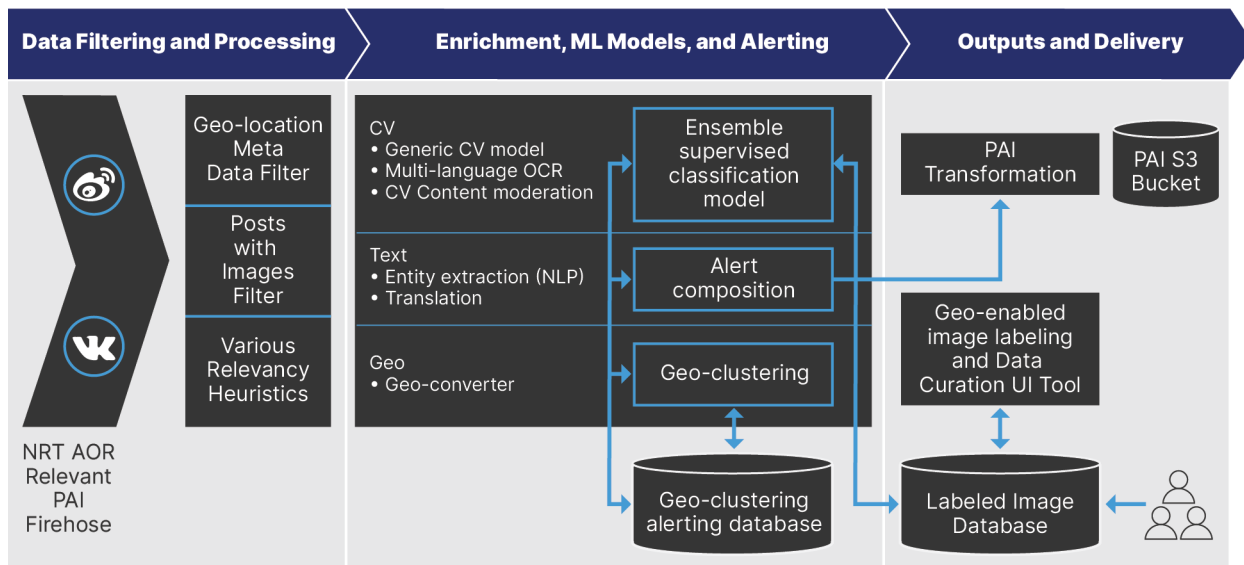 Data Filtering and Processing
Enrichment, ML Models, and Alerting
Outputs and Delivery
NRT AOR
Relevant
PAI
Firehose
Geo-location
Meta
Data Filter
Posts
with
Images
Filter
Various
Relevancy
Heuristics
CV
• Generic CV model
• Multi-language OCR
• CV Content moderation
Text
• Entity extraction (NLP)
• Translation
Geo
• Geo-converter
Ensemble
supervised
classification
model
Alert
composition
Geo-clustering
Geo-clustering
alerting database
PAI
Transformation
PAI S3
Bucket
Geo-enabled
image labeling
and Data
Curation UI Tool
Labeled Image
Database